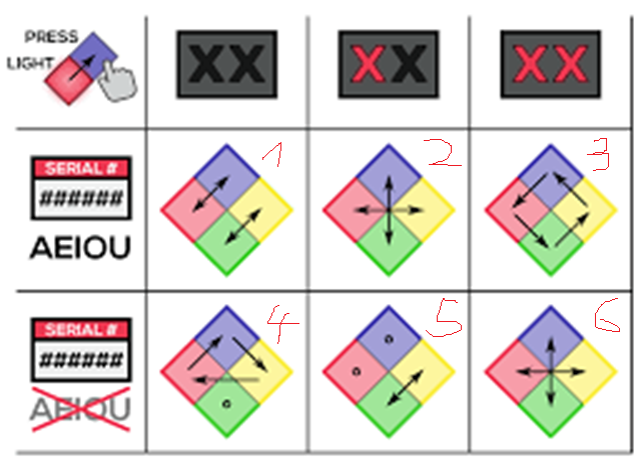 PRESS
LIGHT
XX
XX
XX
SERIAL #
######
AEIOU
1
2
3
SERIAL #
######
AEIOU
4
5
6